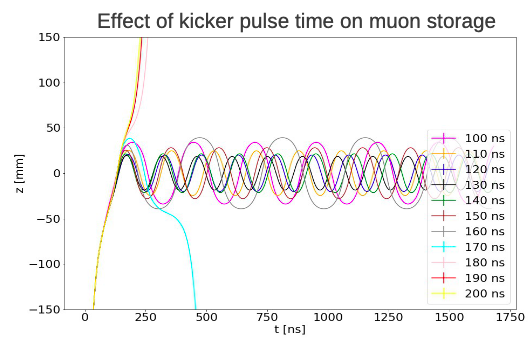 Effect of kicker pulse time on muon storage
150
100
50
0
−50
−100
−150
z [mm]
0 250 500 750 1000 1250 1500 1750
t [ns]
100 ns
110 ns
120 ns
130 ns
140 ns
150 ns
160 ns
170 ns
180 ns
190 ns
200 ns